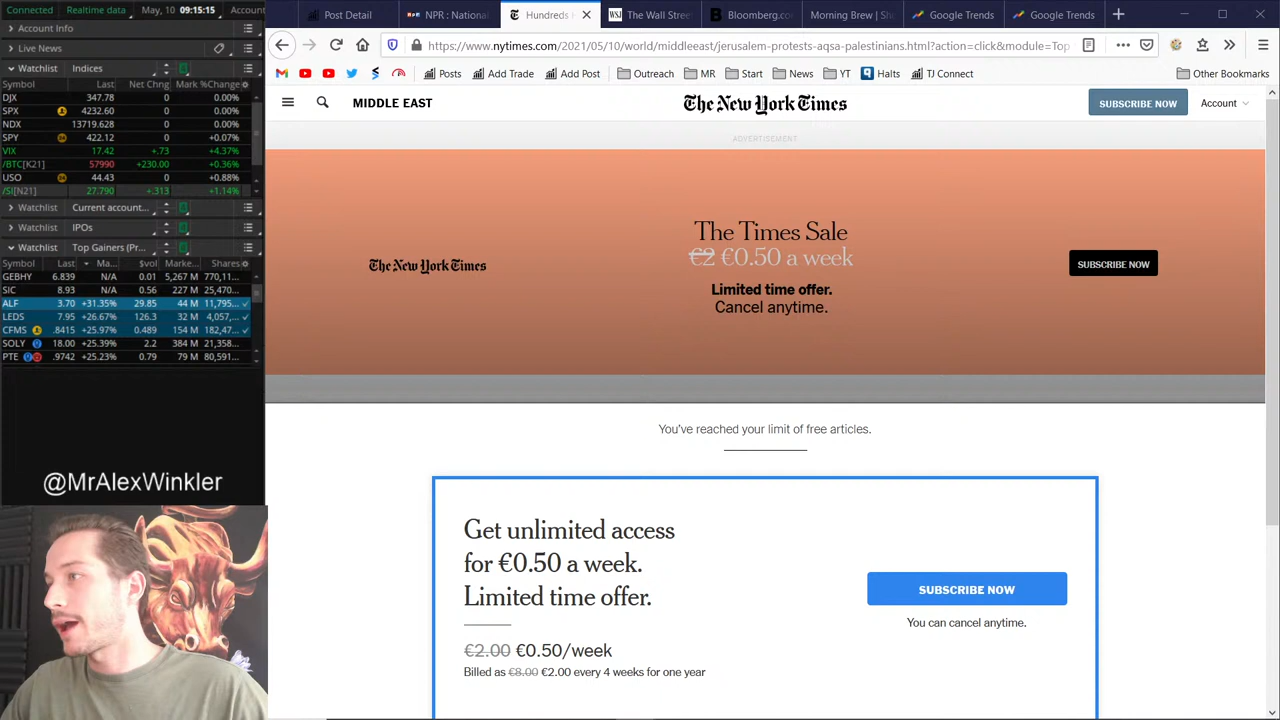 Connected Realtime data May, 10 09:15:15 Account
Account Info
Live News
Watchlist Indices
Symbol Last Net Chng Mark %Change
DJX 347.78 0 0.00%
SPX 4232.60 0 0.00%
NDX 13719.628 0 0.00%
SPY 422.12 0 +0.07%
VIX 17.42 +.73 +4.37%
/BTC[K21] 57990 +230.00 +0.36%
USO 44.43 0 +0.88%
/SI[N21] 27.790 +.313 +1.14%
Watchlist Current account...
Watchlist IPOs
Watchlist Top Gainers (Pr...
Symbol Last Ma... $vol Marke... Shares
GEBHY 6.839 N/A 0.01 5,267 M 770,11...
SIC 8.93 N/A 0.56 227 M 25,470...
ALF 3.70 +31.35% 29.85 44 M 11,795...
LEDS 7.95 +26.67% 126.3 32 M 4,057,...
CFMS .8415 +25.97% 0.489 154 M 182,47...
SOLY 18.00 +25.39% 2.2 384 M 21,358...
PTE .9742 +25.23% 0.79 79 M 80,591...
@MrAlexWinkler
Post Detail NPR : National Hundreds The Wall Stree Bloomberg.co Morning Brew | Google Trends Google Trends
https://www.nytimes.com/2021/05/10/world/middleeast/jerusalem-protests-aqsa-palestinians.html?action=click&module=Top
Posts Add Trade Add Post Outreach MR Start News YT Halts TJ Connect Other Bookmarks
MIDDLE EAST The New York Times SUBSCRIBE NOW Account
ADVERTISEMENT
The New York Times
The Times Sale
€2 €0.50 a week
Limited time offer.
Cancel anytime.
SUBSCRIBE NOW
You've reached your limit of free articles.
Get unlimited access
for €0.50 a week.
Limited time offer.
€2.00 €0.50/week
Billed as €8.00 €2.00 every 4 weeks for one year
SUBSCRIBE NOW
You can cancel anytime.